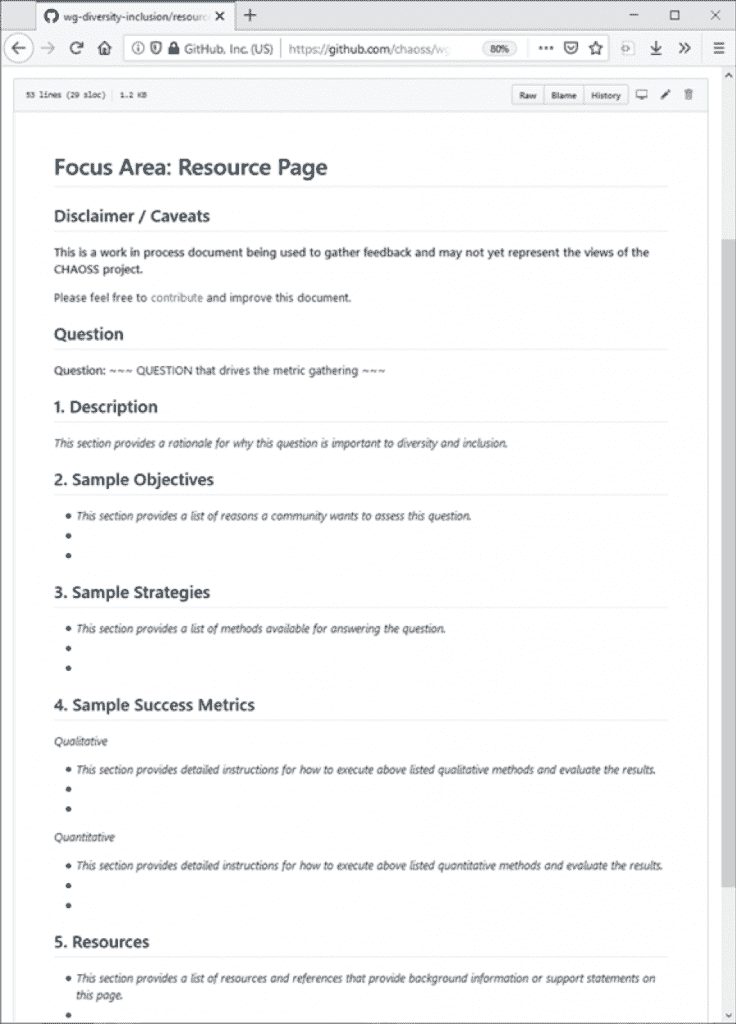 wg-diversity-inclusion/resourc
GitHub, Inc. (US)
https://github.com/chaoss/wg
80%
53 lines (29 sloc)
1.2 KB
Raw
Blame
History
Focus Area: Resource Page
Disclaimer / Caveats
This is a work in process document being used to gather feedback and may not yet represent the views of the
CHAOSS project.
Please feel free to contribute and improve this document.
Question
Question: ~~~ QUESTION that drives the metric gathering ~~~
1. Description
This section provides a rationale for why this question is important to diversity and inclusion.
2. Sample Objectives
• This section provides a list of reasons a community wants to assess this question.
•
•
3. Sample Strategies
• This section provides a list of methods available for answering the question.
•
•
4. Sample Success Metrics
Qualitative
• This section provides detailed instructions for how to execute above listed qualitative methods and evaluate the results.
•
•
Quantitative
• This section provides detailed instructions for how to execute above listed quantitative methods and evaluate the results.
•
•
5. Resources
• This section provides a list of resources and references that provide background information or support statements on
this page.
•